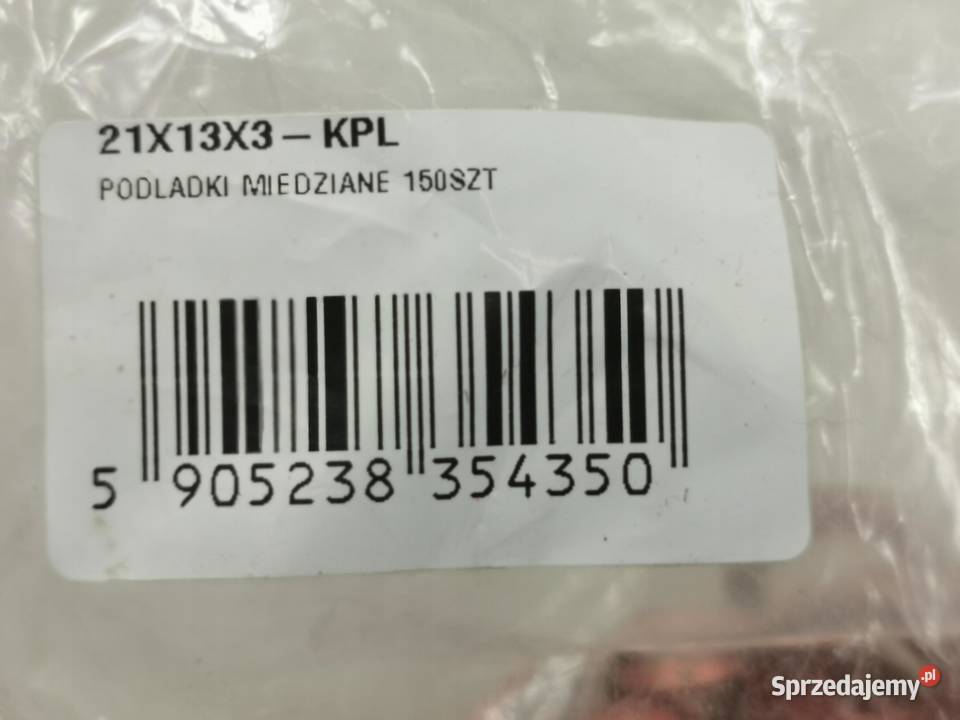 21X13X3 – KPL
PODLADKI MIEDZIANE 150SZT
5 905238 354350
Sprzedajemy.pl